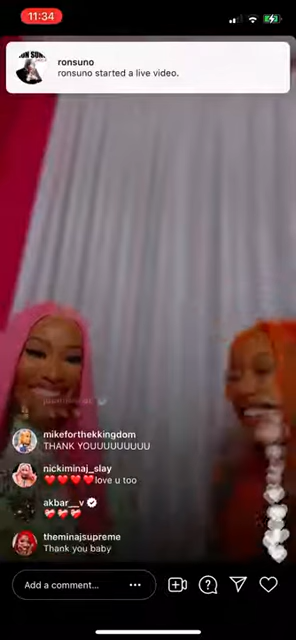 11:34
ronsuno
ronsuno started a live video.
mikeforthekkingdom
THANK YOUUUUUUUUU
nickiminaj_slay
❤️❤️❤️❤️love u too
akbar__v
theminajsupreme
Thank you baby
Add a comment...